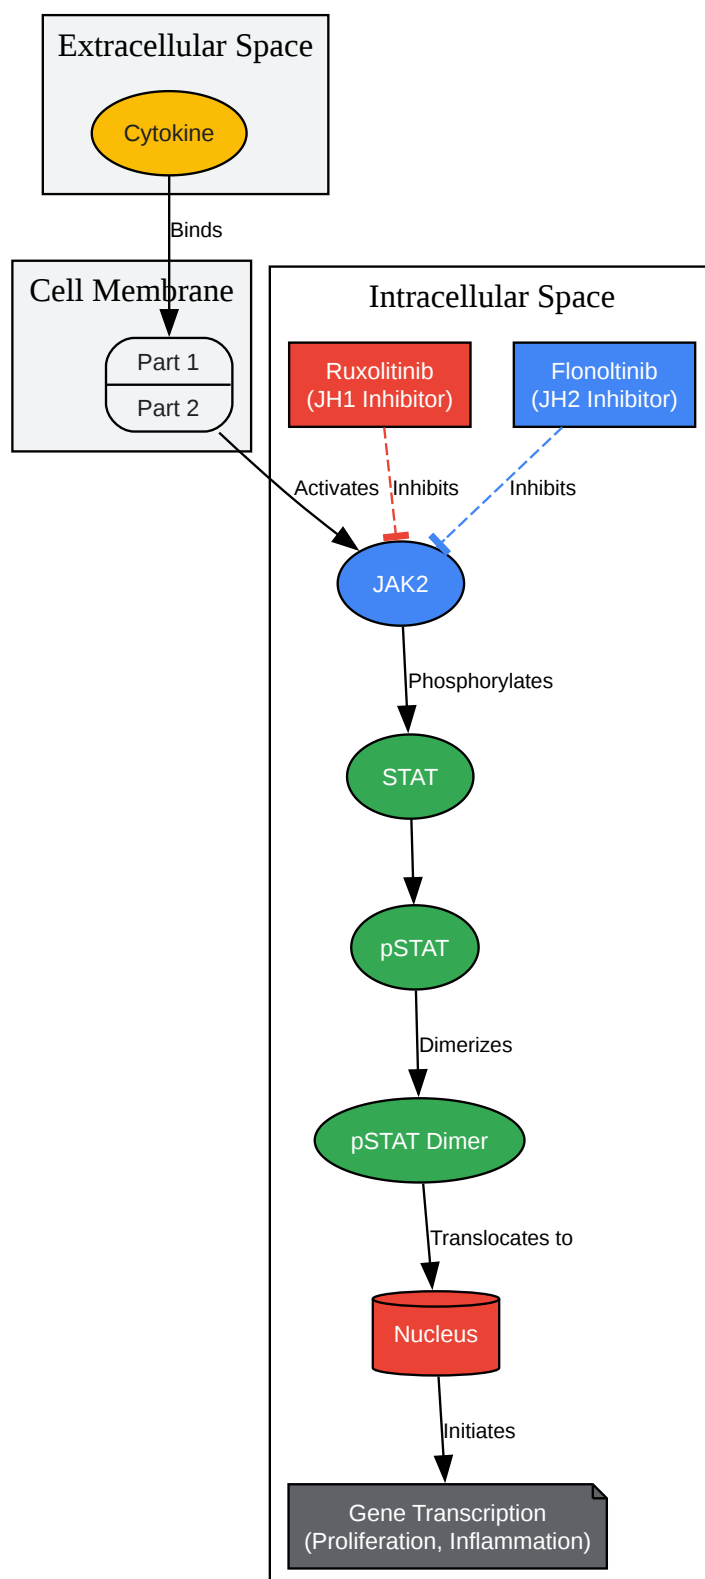 Extracellular Space
Cytokine
Binds
Cell Membrane
Part 1
Part 2
Intracellular Space
Ruxolitinib
(JH1 Inhibitor)
Flonoltinib
(JH2 Inhibitor)
Activates
Inhibits
Inhibits
JAK2
Phosphorylates
STAT
pSTAT
Dimerizes
pSTAT Dimer
Translocates to
Nucleus
Initiates
Gene Transcription
(Proliferation, Inflammation)